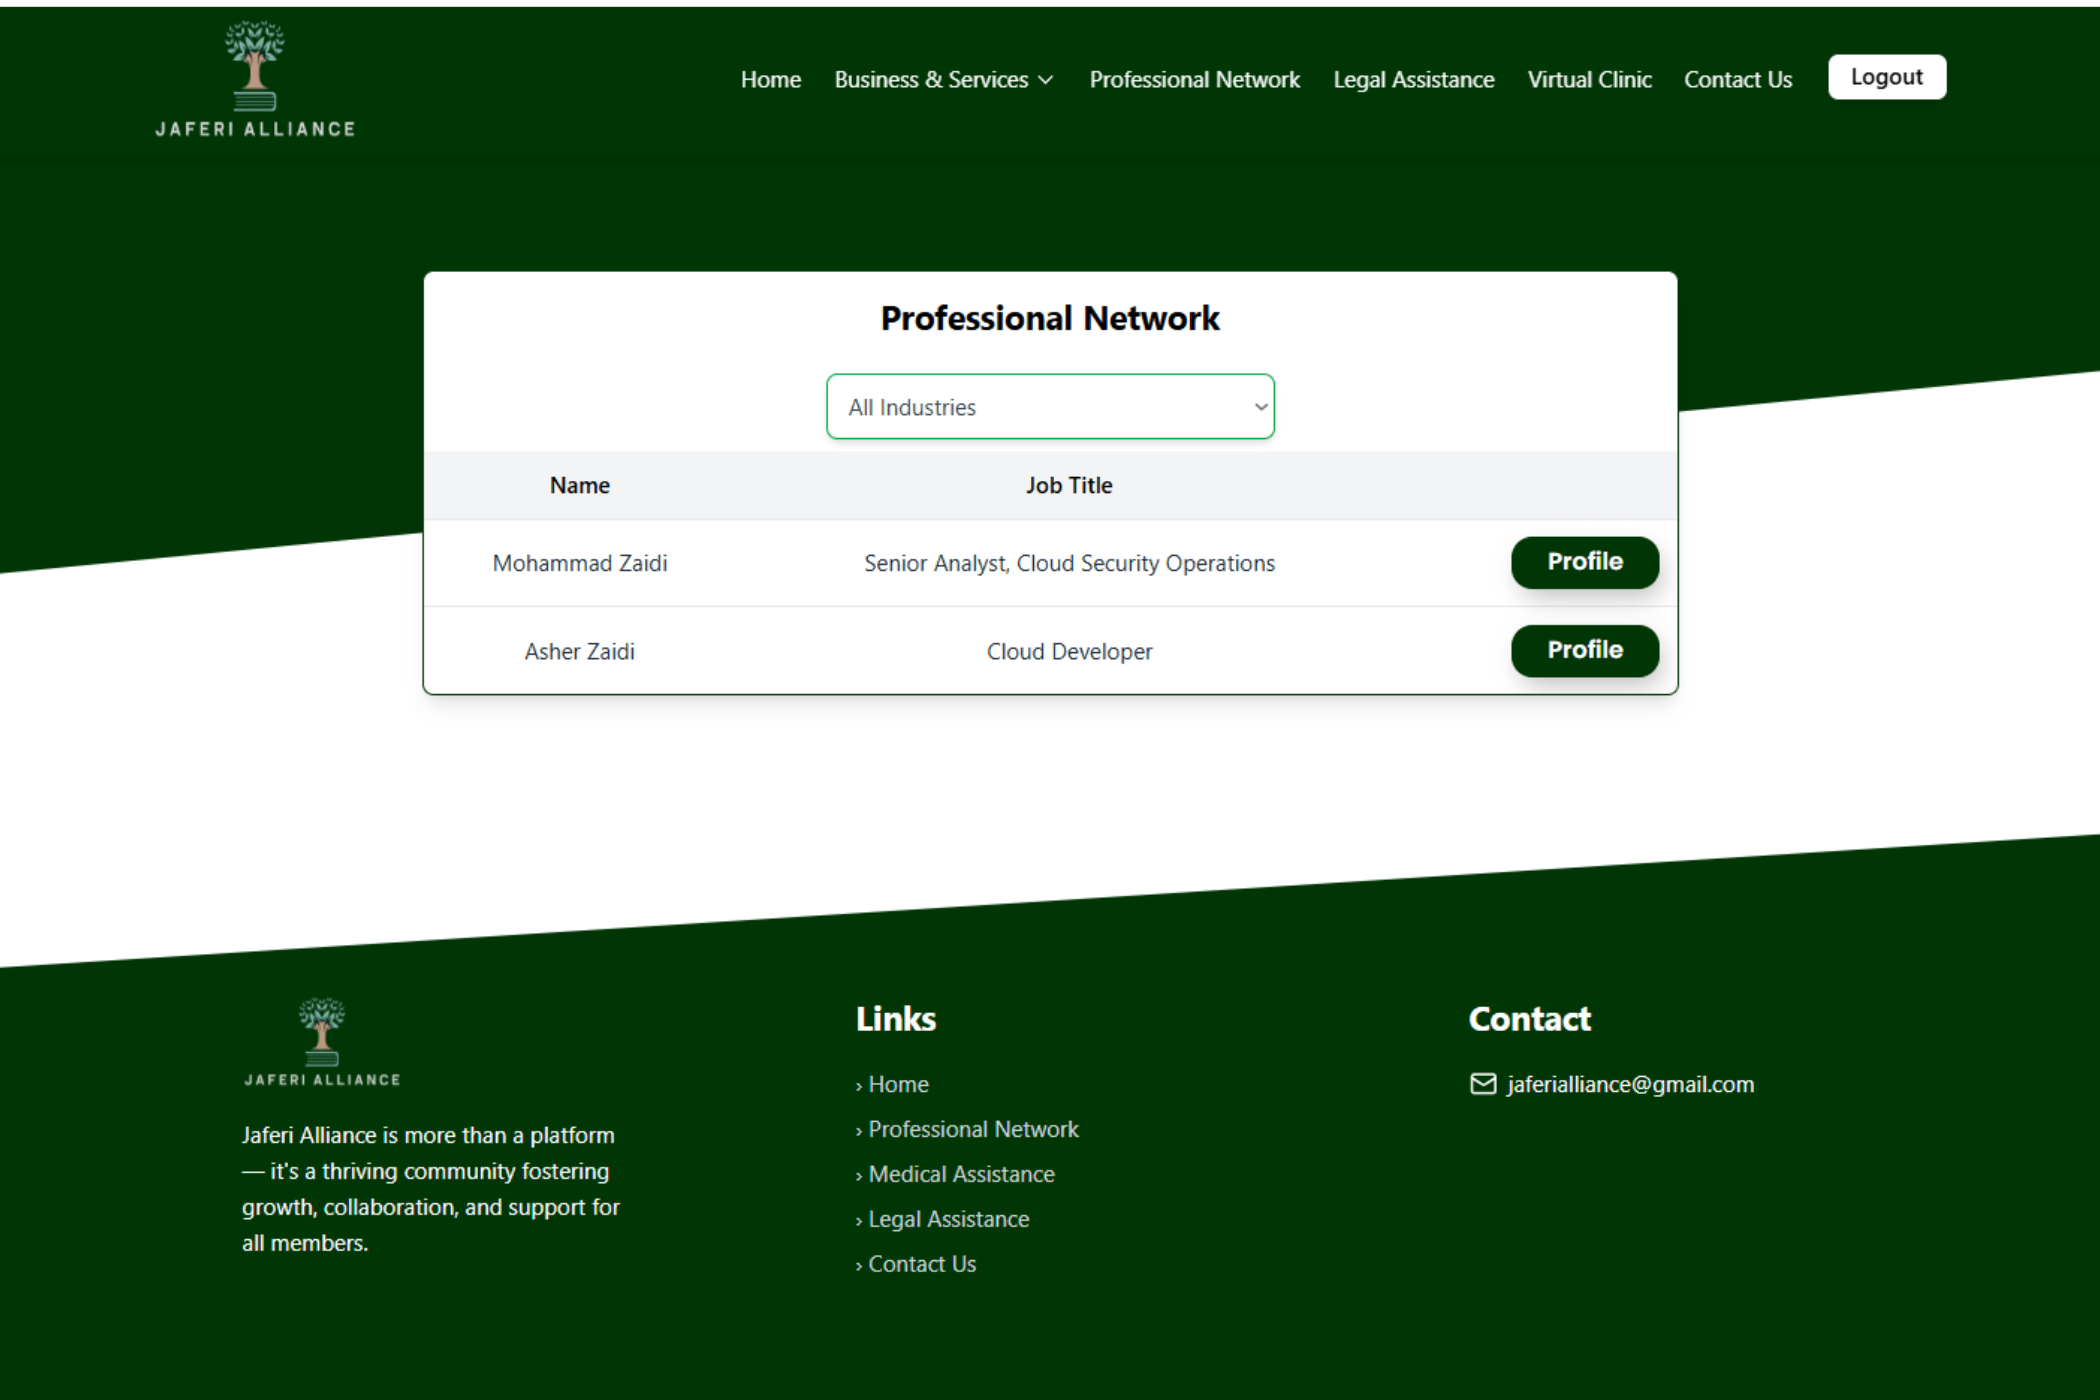 JAFERI ALLIANCE
Home Business & Services Professional Network Legal Assistance Virtual Clinic Contact Us Logout
Professional Network
All Industries
Name Job Title
Mohammad Zaidi Senior Analyst, Cloud Security Operations Profile
Asher Zaidi Cloud Developer Profile
JAFERI ALLIANCE
Jaferi Alliance is more than a platform
— it's a thriving community fostering
growth, collaboration, and support for
all members.
Links
› Home
› Professional Network
› Medical Assistance
› Legal Assistance
› Contact Us
Contact
jaferialliance@gmail.com